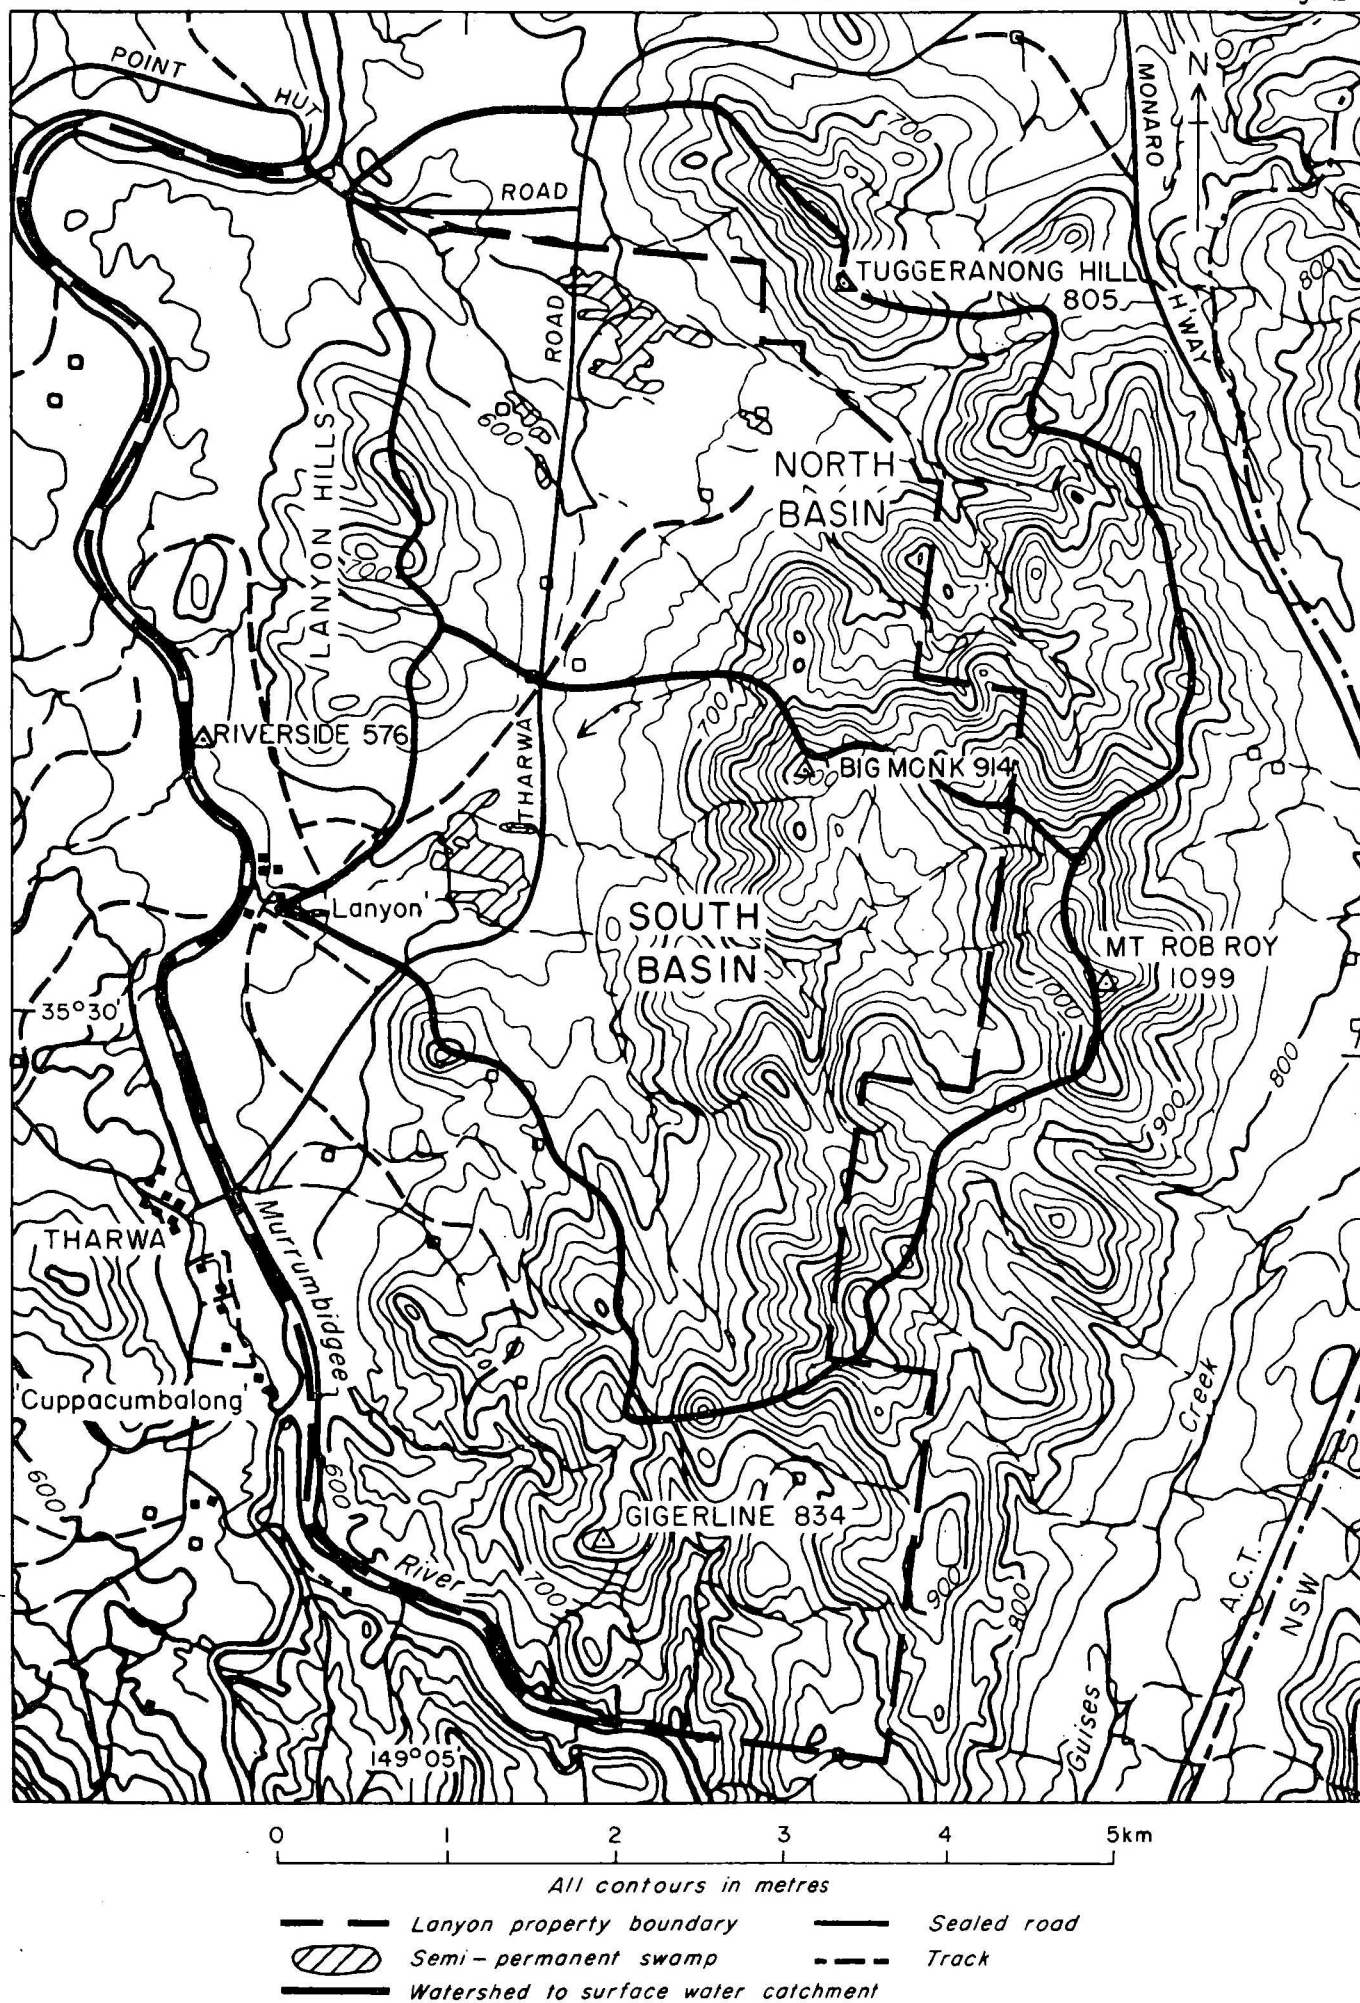 POINT
HUT
ROAD
MONARO
H'WAY
N
700
TUGGERANONG HILL
805
800
ROAD
600
LANYON HILLS
NORTH
BASIN
700
RIVERSIDE 576
THARWA
700
900
BIG MONK 914
'Lanyon'
SOUTH
BASIN
MT ROB ROY
1099
900
35°30'
800
900
THARWA
Murrumbidgee
'Cuppacumbalong'
Creek
600
600
GIGERLINE 834
River
700
900
800
A.C.T.
NSW
Guises
149°05'
0 1 2 3 4 5km
All contours in metres
Lanyon property boundary
Sealed road
Semi-permanent swamp
Track
Watershed to surface water catchment